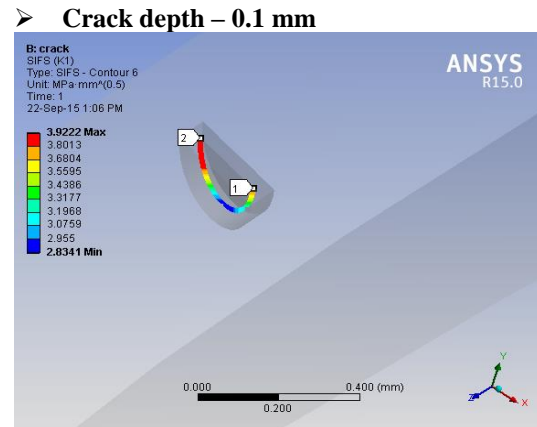 ➢ Crack depth – 0.1 mm
B: crack
SIFS (K1)
Type: SIFS - Contour 6
Unit: MPa·mm^(0.5)
Time: 1
22-Sep-15 1:06 PM
ANSYS
R15.0
3.9222 Max
3.8013
3.6804
3.5595
3.4386
3.3177
3.1968
3.0759
2.955
2.8341 Min
2
1
0.000 0.400 (mm)
0.200
Y
Z
X